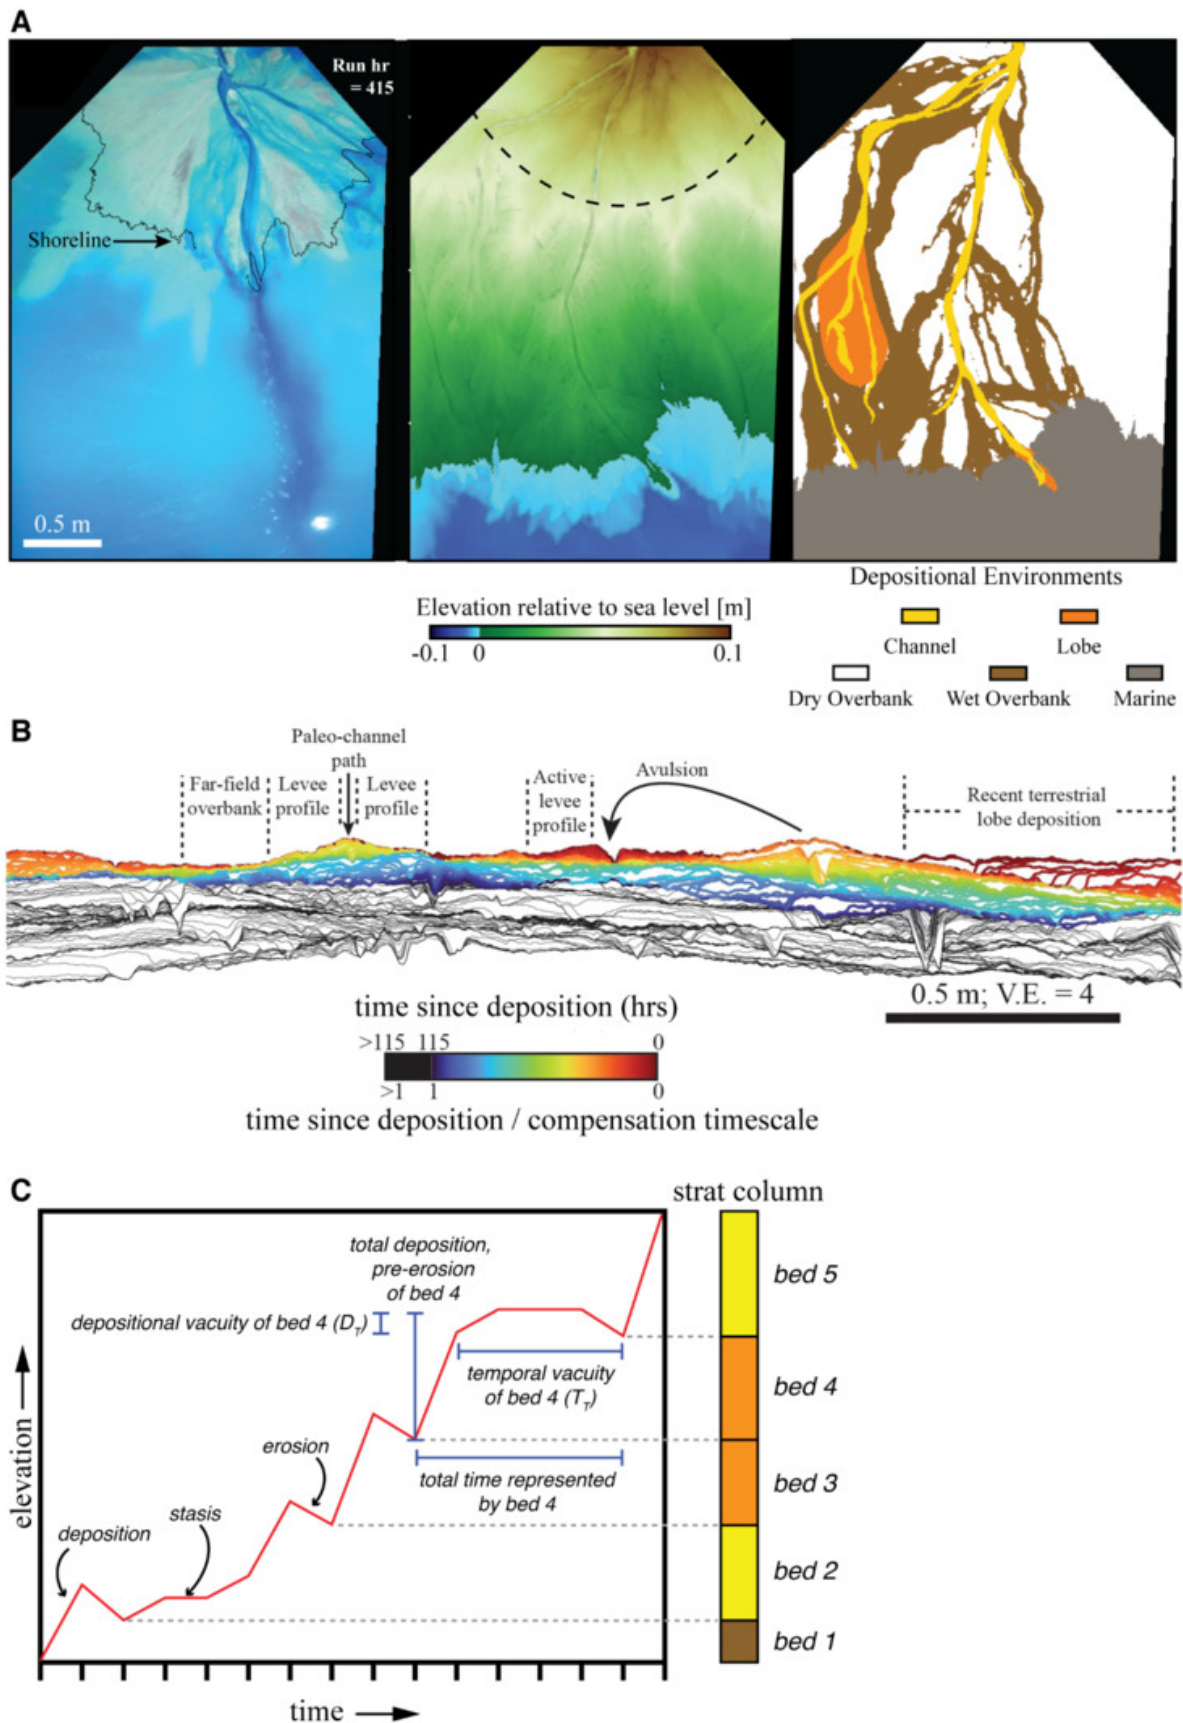 A
Run hr
= 415
Shoreline
0.5 m
Elevation relative to sea level [m]
-0.1 0 0.1
Depositional Environments
Channel Lobe
Dry Overbank Wet Overbank Marine
B
Paleo-channel
path
Far-field
overbank
Levee
profile
Levee
profile
Active
levee
profile
Avulsion
Recent terrestrial
lobe deposition
0.5 m; V.E. = 4
time since deposition (hrs)
>115 115 0
>1 1 0
time since deposition / compensation timescale
C
strat column
total deposition,
pre-erosion
of bed 4
depositional vacuity of bed 4 (DT)
temporal vacuity
of bed 4 (TT)
erosion
total time represented
by bed 4
stasis
deposition
elevation
time
bed 5
bed 4
bed 3
bed 2
bed 1